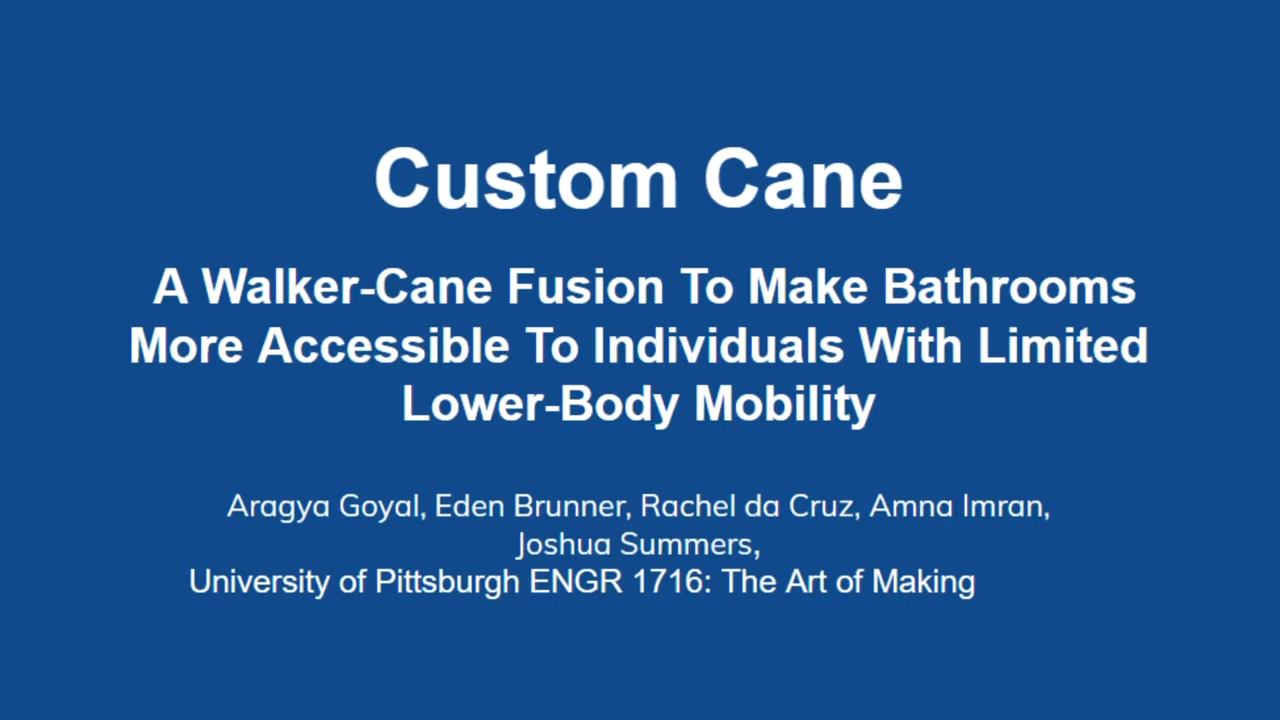 Custom Cane
A Walker-Cane Fusion To Make Bathrooms
More Accessible To Individuals With Limited
Lower-Body Mobility
Aragya Goyal, Eden Brunner, Rachel da Cruz, Amna Imran,
Joshua Summers,
University of Pittsburgh ENGR 1716: The Art of Making